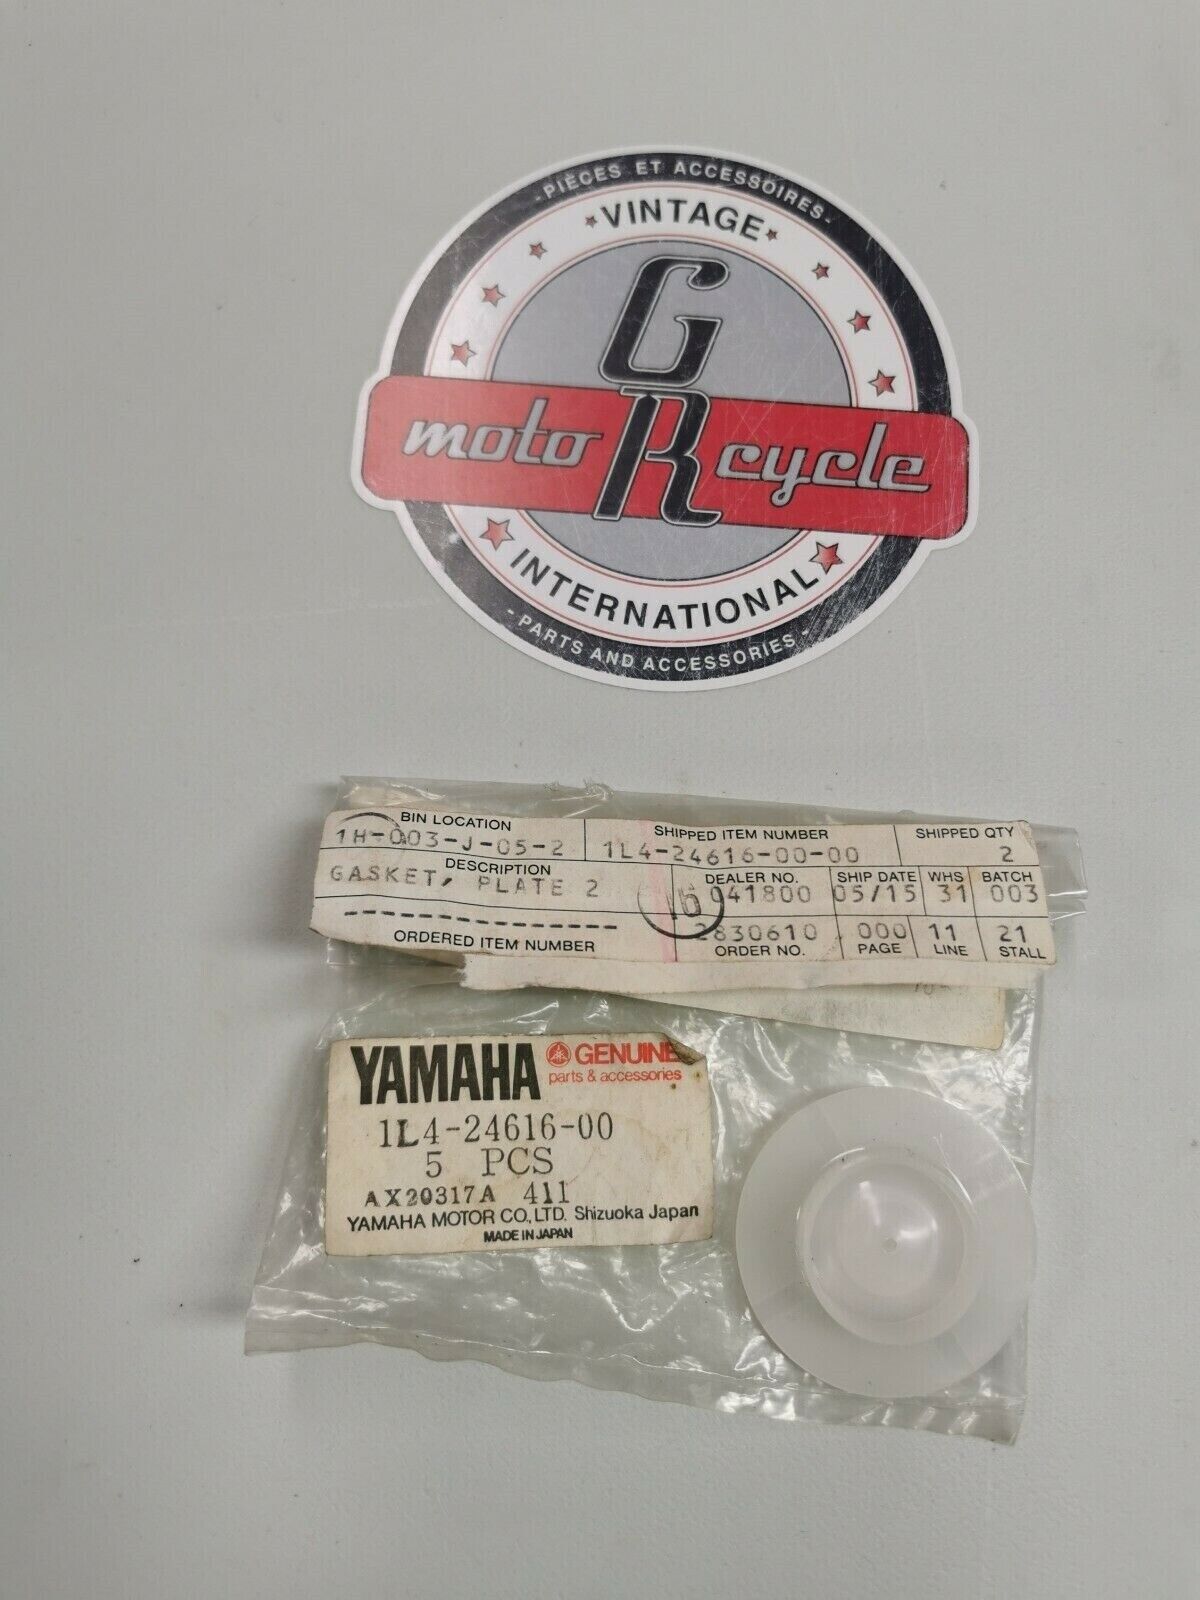 -PIÈCES ET ACCESSOIRES-
VINTAGE
G
moto R cycle
INTERNATIONAL
- PARTS AND ACCESSORIES -
BIN LOCATION SHIPPED ITEM NUMBER SHIPPED QTY
1H-003-J-05-2 1L4-24616-00-00 2
DESCRIPTION DEALER NO. SHIP DATE WHS BATCH
GASKET, PLATE 2 16 041800 05/15 31 003
--------------- 2830610 000 11 21
ORDERED ITEM NUMBER ORDER NO. PAGE LINE STALL
YAMAHA GENUINE
parts & accessories
1L4-24616-00
5 PCS
AX20317A 411
YAMAHA MOTOR CO., LTD. Shizuoka Japan
MADE IN JAPAN